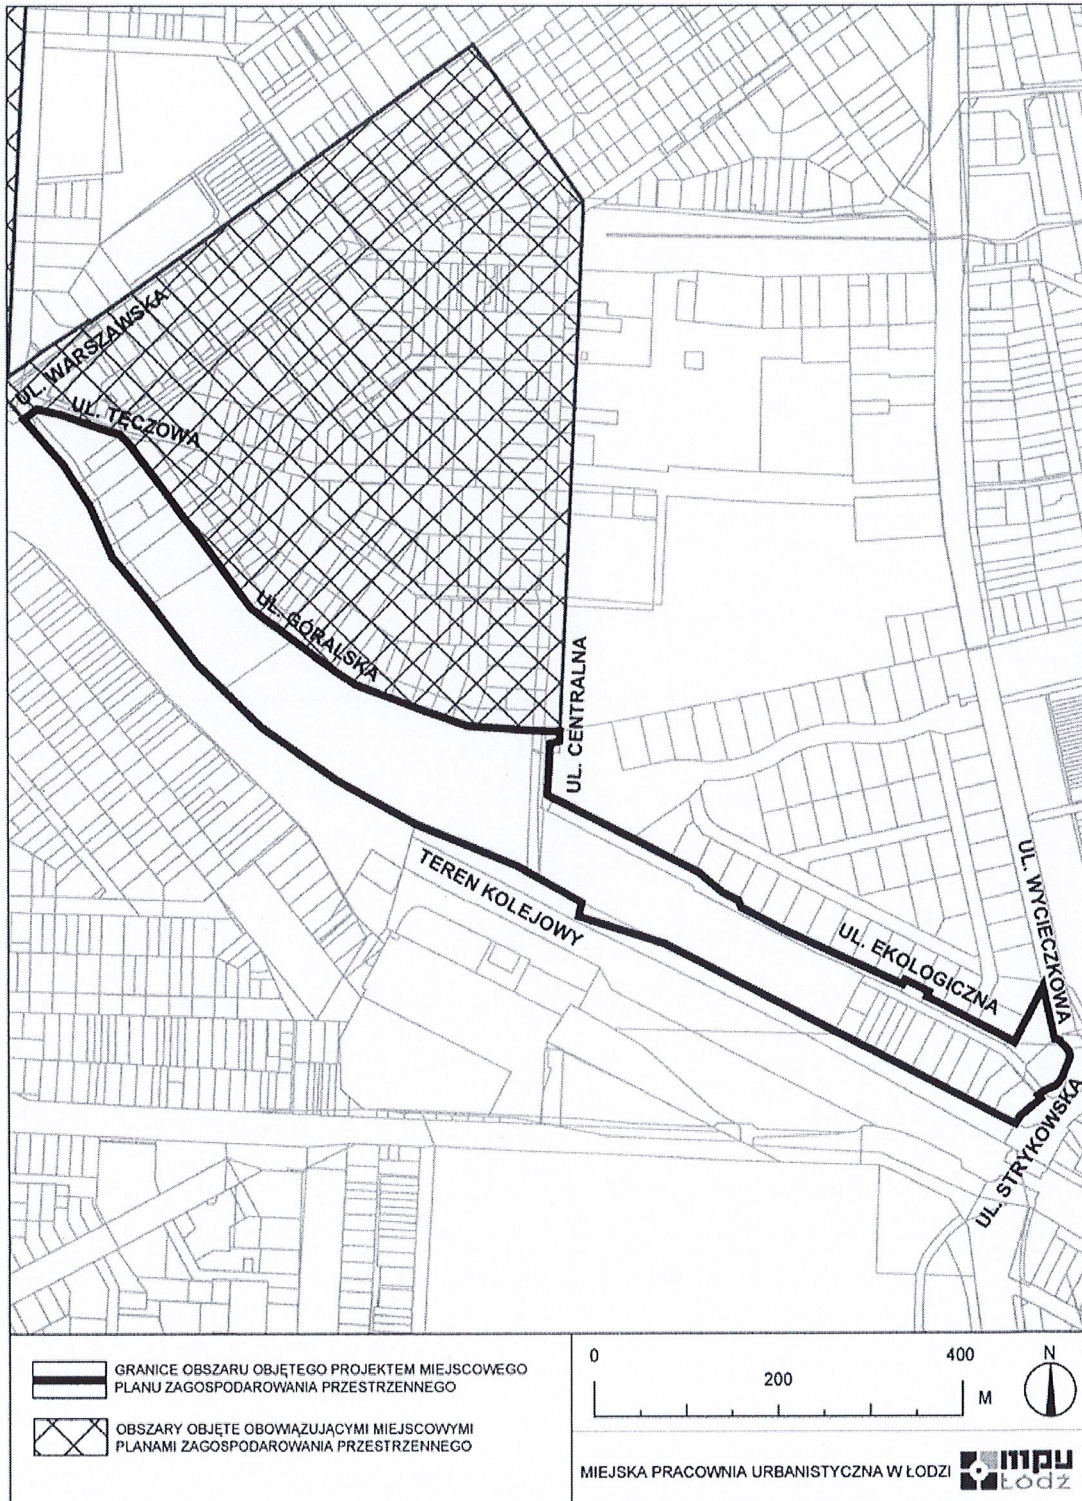 UL. WARSZAWSKA
UL. TĘCZOWA
UL. GÓRALSKA
UL. CENTRALNA
TEREN KOLEJOWY
UL. EKOLOGICZNA
UL. WYCIECZKOWA
UL. STRYKOWSKA
GRANICE OBSZARU OBJĘTEGO PROJEKTEM MIEJSCOWEGO
PLANU ZAGOSPODAROWANIA PRZESTRZENNEGO
OBSZARY OBJĘTE OBOWIĄZUJĄCYMI MIEJSCOWYMI
PLANAMI ZAGOSPODAROWANIA PRZESTRZENNEGO
0
200
400
M
N
MIEJSKA PRACOWNIA URBANISTYCZNA W ŁODZI
mpu
Łódź